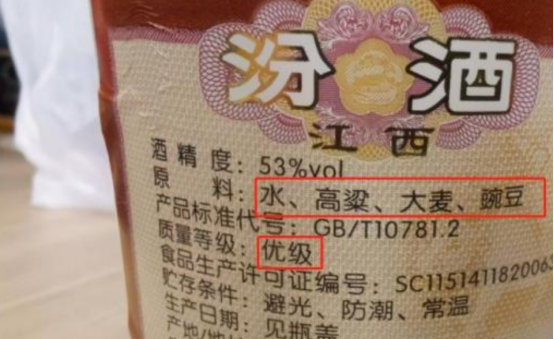 汾酒
江西
酒精度：53%vol
原料：水、高粱、大麦、豌豆
产品标准代号：GB/T10781.2
质量等级：优级
食品生产许可证编号：SC1151411820063
贮存条件：避光、防潮、常温
生产日期：见瓶盖
产地/地